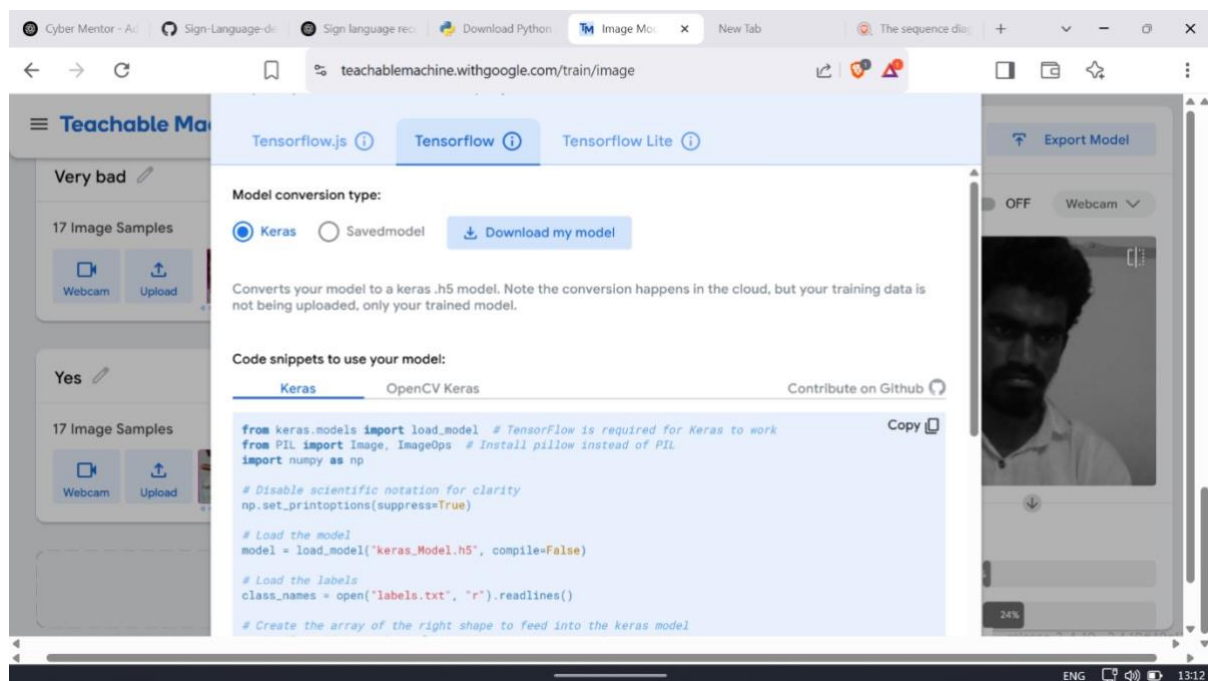 Cyber Mentor - Ad
Sign-Language-de
Sign language rec
Download Python
Image Mod
New Tab
The sequence diag
teachablemachine.withgoogle.com/train/image
Teachable Ma
Tensorflow.js
Tensorflow
Tensorflow Lite
Export Model
Very bad
Model conversion type:
OFF
Webcam
17 Image Samples
Keras
Savedmodel
Download my model
Webcam
Upload
Converts your model to a keras .h5 model. Note the conversion happens in the cloud, but your training data is
not being uploaded, only your trained model.
Code snippets to use your model:
Yes
Keras
OpenCV Keras
Contribute on Github
17 Image Samples
from keras.models import load_model # TensorFlow is required for Keras to work
Copy
from PIL import Image, ImageOps # Install pillow instead of PIL
import numpy as np
Webcam
Upload
# Disable scientific notation for clarity
np.set_printoptions(suppress=True)
# Load the model
model = load_model("keras_Model.h5", compile=False)
# Load the labels
class_names = open("labels.txt", "r").readlines()
24%
# Create the array of the right shape to feed into the keras model
ENG
13:12